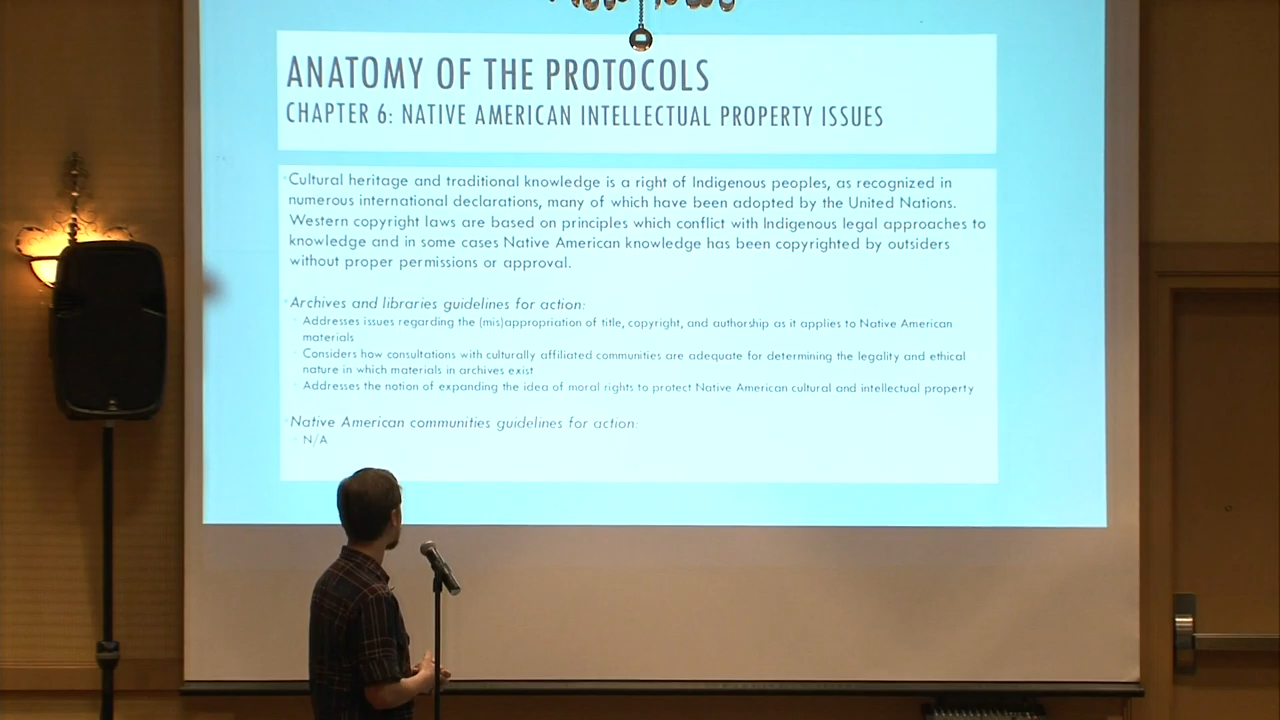 ANATOMY OF THE PROTOCOLS
CHAPTER 6: NATIVE AMERICAN INTELLECTUAL PROPERTY ISSUES
Cultural heritage and traditional knowledge is a right of Indigenous peoples, as recognized in
numerous international declarations, many of which have been adopted by the United Nations.
Western copyright laws are based on principles which conflict with Indigenous legal approaches to
knowledge and in some cases Native American knowledge has been copyrighted by outsiders
without proper permissions or approval.
Archives and libraries guidelines for action:
Addresses issues regarding the (mis)appropriation of title, copyright, and authorship as it applies to Native American
materials
Considers how consultations with culturally affiliated communities are adequate for determining the legality and ethical
nature in which materials in archives exist
Addresses the notion of expanding the idea of moral rights to protect Native American cultural and intellectual property
Native American communities guidelines for action:
N/A